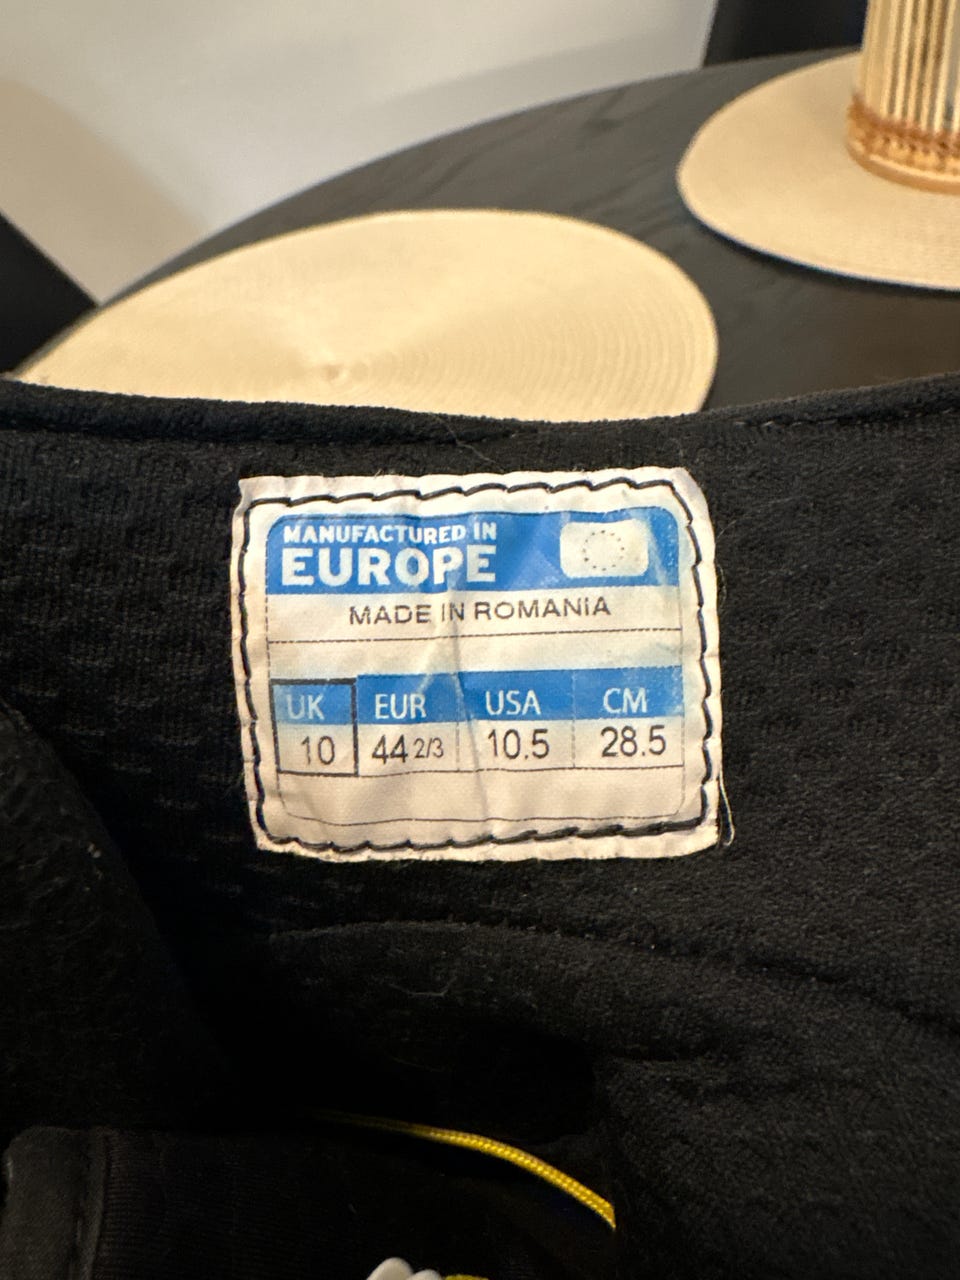 MANUFACTURED IN
EUROPE
MADE IN ROMANIA
UK EUR USA CM
10 44 2/3 10.5 28.5